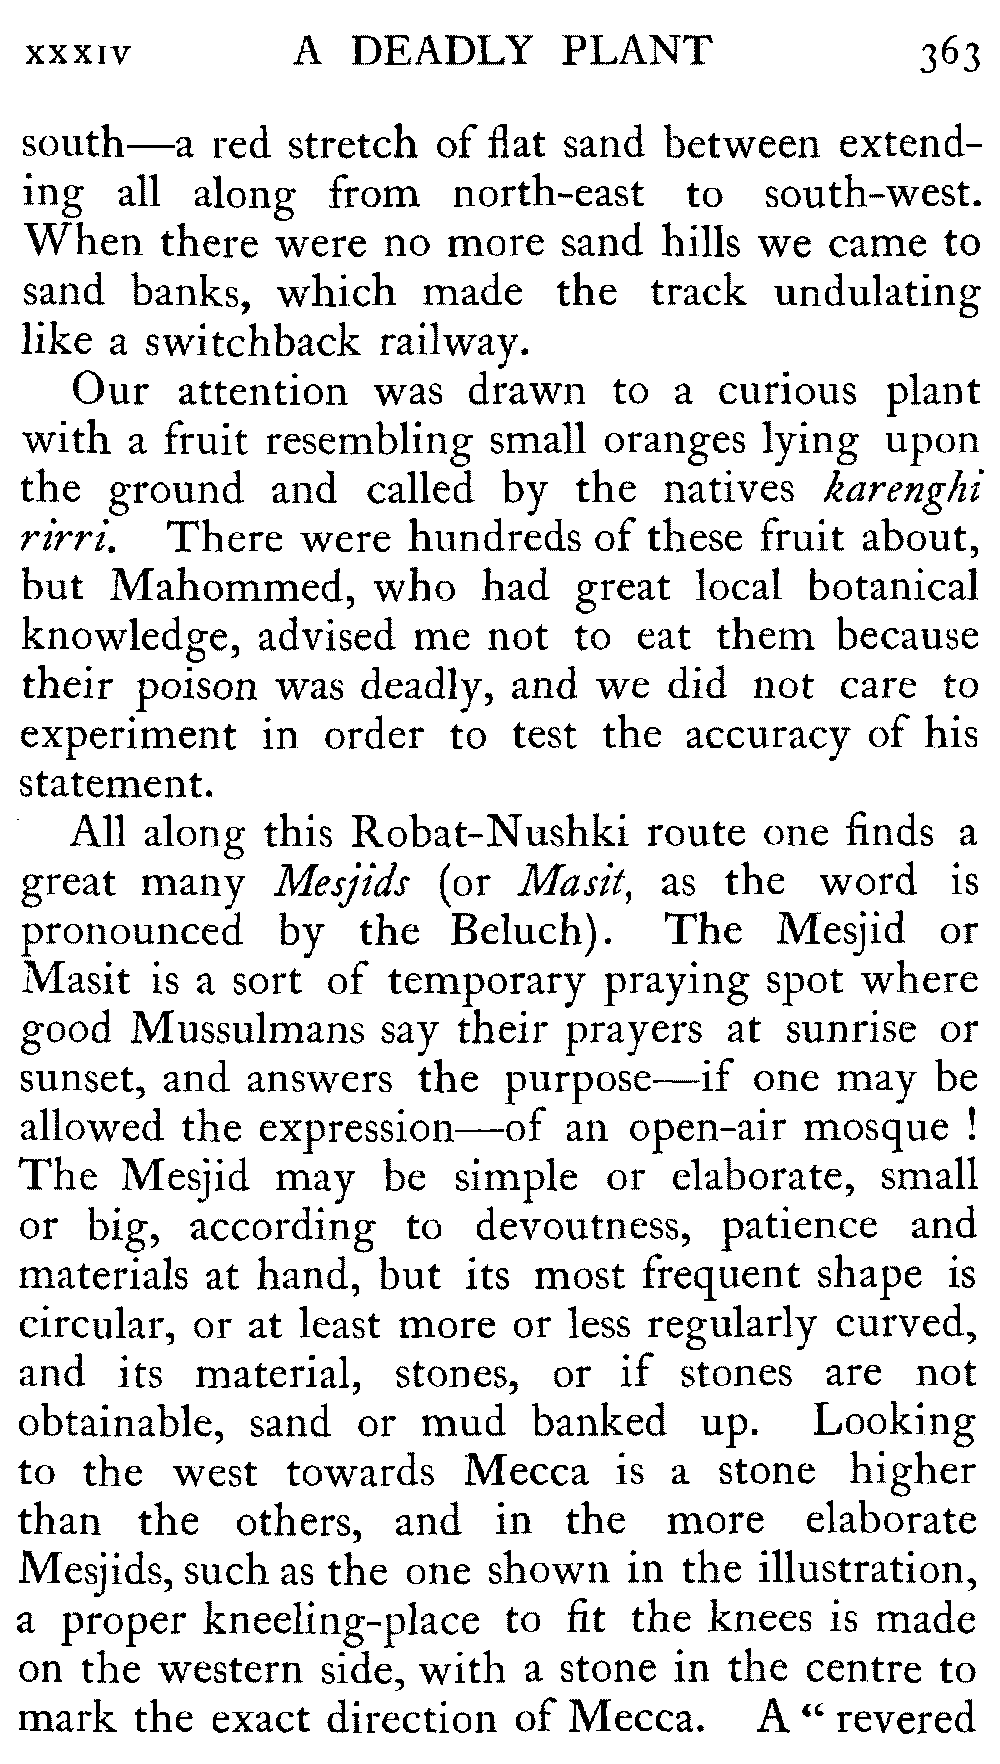 XXXIV A DEADLY PLANT 363
south—a red stretch of flat sand between extend-
ing all along from north-east to south-west.
When there were no more sand hills we came to
sand banks, which made the track undulating
like a switchback railway.
Our attention was drawn to a curious plant
with a fruit resembling small oranges lying upon
the ground and called by the natives karenghi
rirri. There were hundreds of these fruit about,
but Mahommed, who had great local botanical
knowledge, advised me not to eat them because
their poison was deadly, and we did not care to
experiment in order to test the accuracy of his
statement.
All along this Robat-Nushki route one finds a
great many Mesjids (or Masit, as the word is
pronounced by the Beluch). The Mesjid or
Masit is a sort of temporary praying spot where
good Mussulmans say their prayers at sunrise or
sunset, and answers the purpose—if one may be
allowed the expression—of an open-air mosque !
The Mesjid may be simple or elaborate, small
or big, according to devoutness, patience and
materials at hand, but its most frequent shape is
circular, or at least more or less regularly curved,
and its material, stones, or if stones are not
obtainable, sand or mud banked up. Looking
to the west towards Mecca is a stone higher
than the others, and in the more elaborate
Mesjids, such as the one shown in the illustration,
a proper kneeling-place to fit the knees is made
on the western side, with a stone in the centre to
mark the exact direction of Mecca. A “ revered